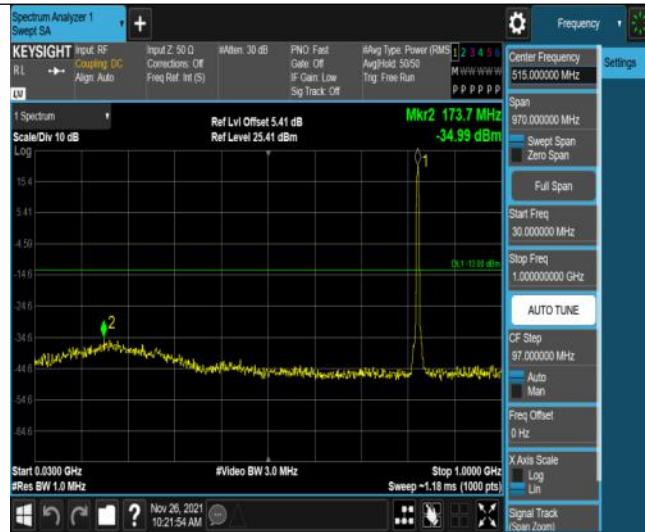 Spectrum Analyzer 1
Swept SA
Frequency
KEYSIGHT
Input: RF
Coupling: DC
Align: Auto
Input Z: 50 Ω
Corrections: Off
Freq Ref: Int (S)
#Atten: 30 dB
PNO: Fast
Gate: Off
IF Gain: Low
Sig Track: Off
#Avg Type: Power (RMS
Avg|Hold: 50/50
Trig: Free Run
1 2 3 4 5 6
M W W W W W
P P P P P P
R L
LVI
1 Spectrum
Scale/Div 10 dB
Ref Lvl Offset 5.41 dB
Ref Level 25.41 dBm
Mkr2 173.7 MHz
-34.99 dBm
Log
15.4
5.41
-4.59
-14.6
-24.6
-34.6
-44.6
-54.6
-64.6
1
2
DL1 -13.00 dBm
Start 0.0300 GHz
#Res BW 1.0 MHz
#Video BW 3.0 MHz
Stop 1.0000 GHz
Sweep ~1.18 ms (1000 pts)
Nov 26, 2021
10:21:54 AM
?
Settings
Center Frequency
515.000000 MHz
Span
970.000000 MHz
Swept Span
Zero Span
Full Span
Start Freq
30.000000 MHz
Stop Freq
1.000000000 GHz
AUTO TUNE
CF Step
97.000000 MHz
Auto
Man
Freq Offset
0 Hz
X Axis Scale
Log
Lin
Signal Track
(Span Zoom)